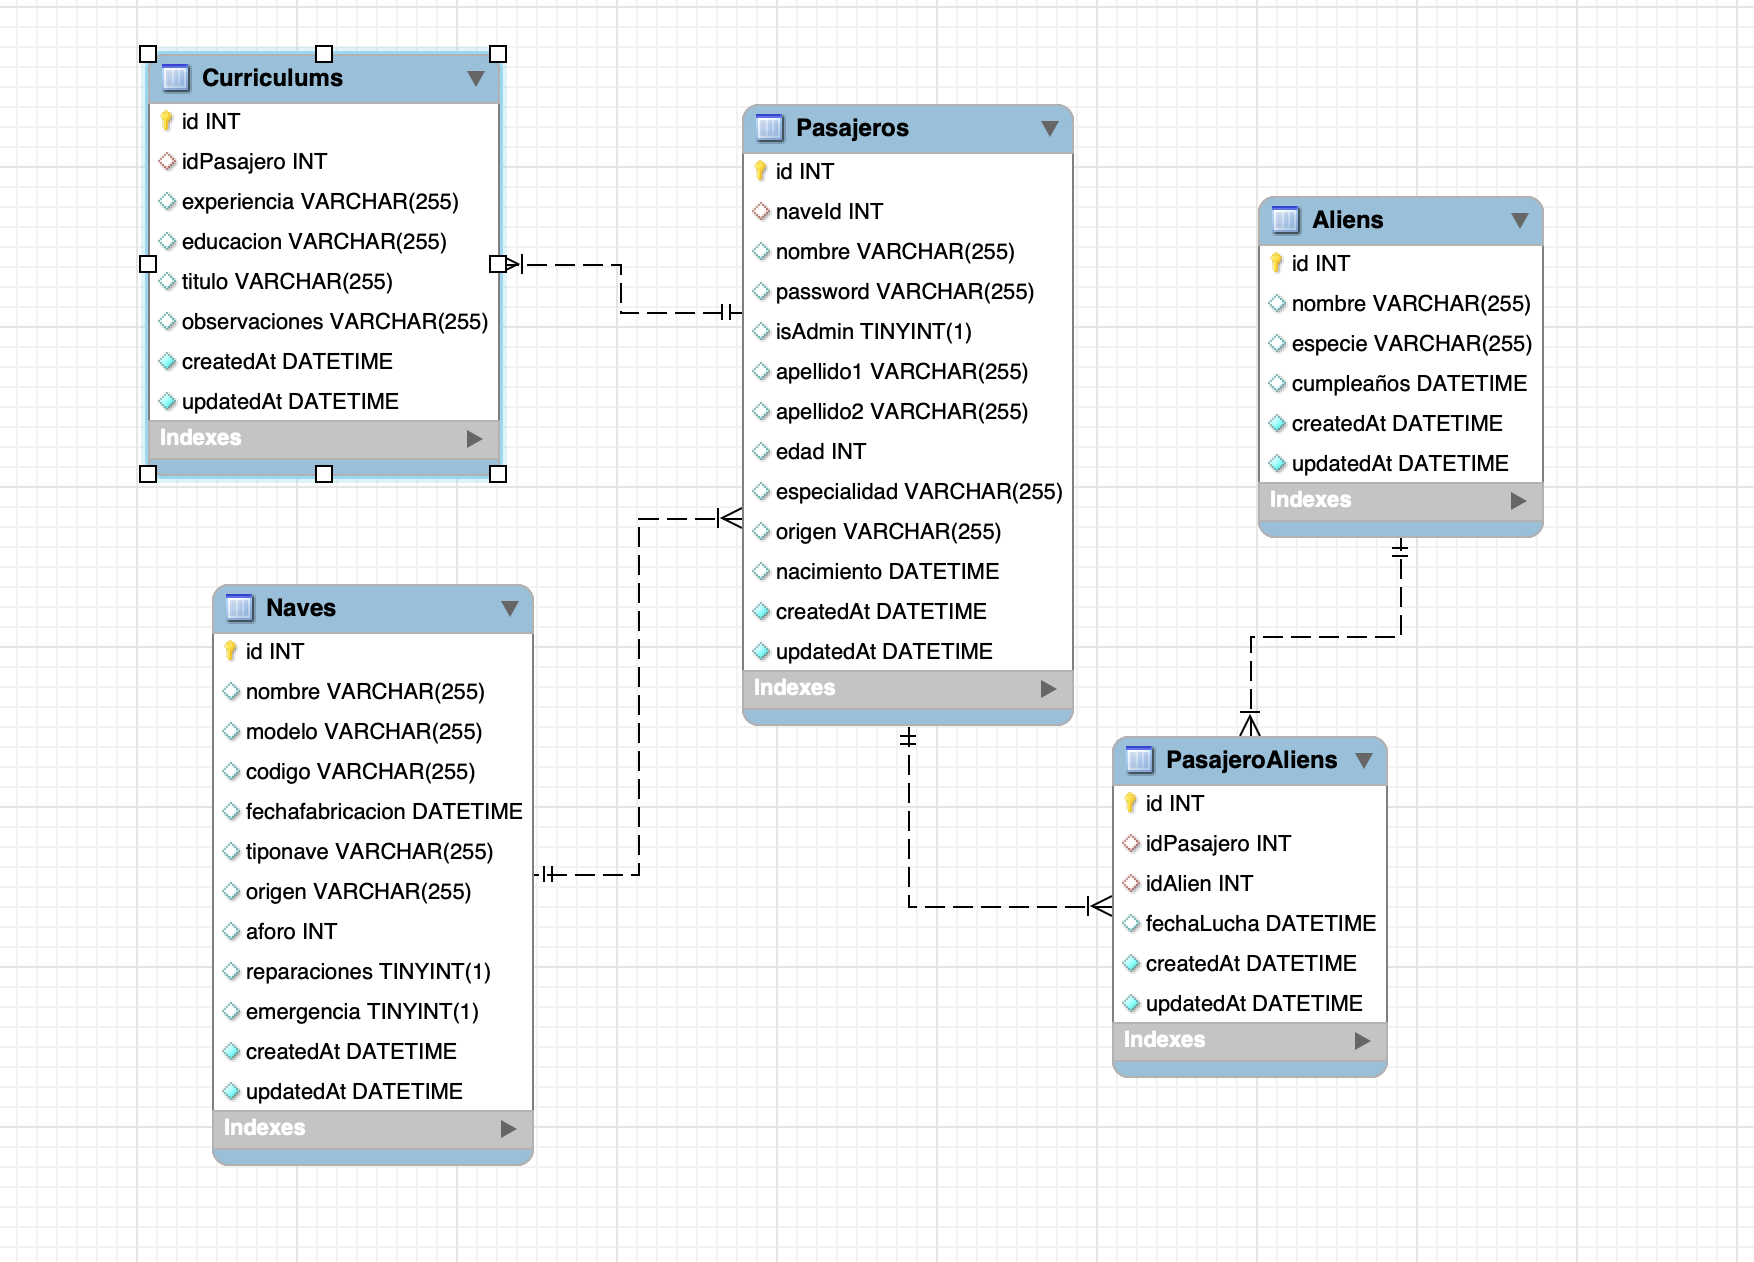 Curriculums
id INT
idPasajero INT
experiencia VARCHAR(255)
educacion VARCHAR(255)
titulo VARCHAR(255)
observaciones VARCHAR(255)
createdAt DATETIME
updatedAt DATETIME
Indexes
Pasajeros
id INT
naveId INT
nombre VARCHAR(255)
password VARCHAR(255)
isAdmin TINYINT(1)
apellido1 VARCHAR(255)
apellido2 VARCHAR(255)
edad INT
especialidad VARCHAR(255)
origen VARCHAR(255)
nacimiento DATETIME
createdAt DATETIME
updatedAt DATETIME
Indexes
Aliens
id INT
nombre VARCHAR(255)
especie VARCHAR(255)
cumpleaños DATETIME
createdAt DATETIME
updatedAt DATETIME
Indexes
Naves
id INT
nombre VARCHAR(255)
modelo VARCHAR(255)
codigo VARCHAR(255)
fechafabricacion DATETIME
tiponave VARCHAR(255)
origen VARCHAR(255)
aforo INT
reparaciones TINYINT(1)
emergencia TINYINT(1)
createdAt DATETIME
updatedAt DATETIME
Indexes
PasajeroAliens
id INT
idPasajero INT
idAlien INT
fechaLucha DATETIME
createdAt DATETIME
updatedAt DATETIME
Indexes